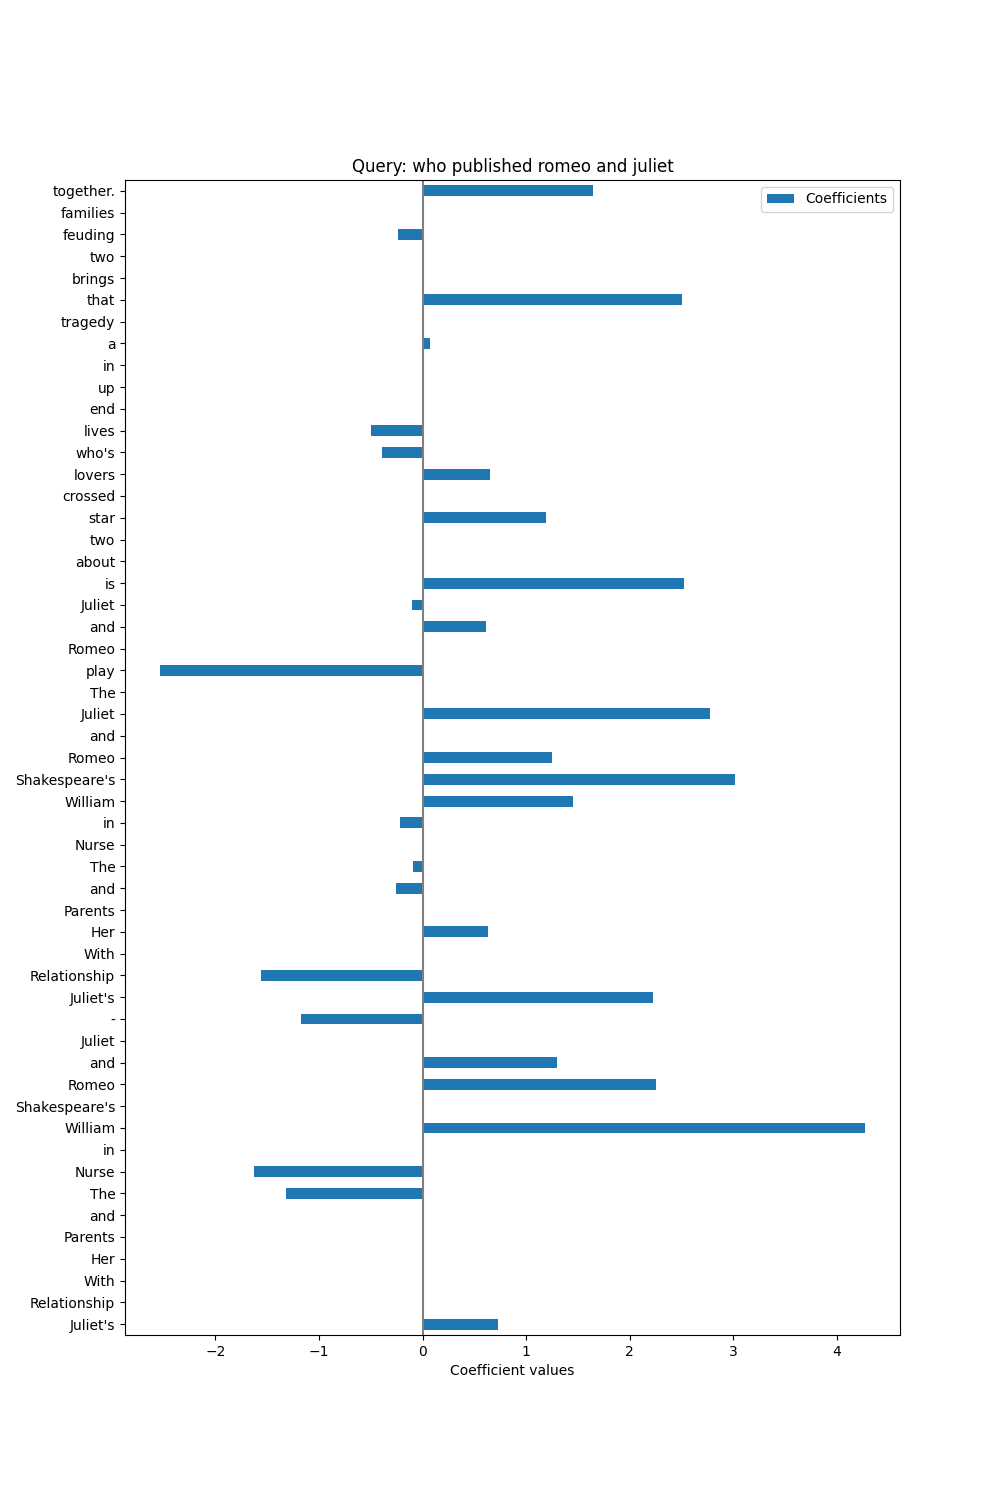 Query: who published romeo and juliet
Coefficients
together.
families
feuding
two
brings
that
tragedy
a
in
up
end
lives
who's
lovers
crossed
star
two
about
is
Juliet
and
Romeo
play
The
Juliet
and
Romeo
Shakespeare's
William
in
Nurse
The
and
Parents
Her
With
Relationship
Juliet's
-
Juliet
and
Romeo
Shakespeare's
William
in
Nurse
The
and
Parents
Her
With
Relationship
Juliet's
−2 −1 0 1 2 3 4
Coefficient values